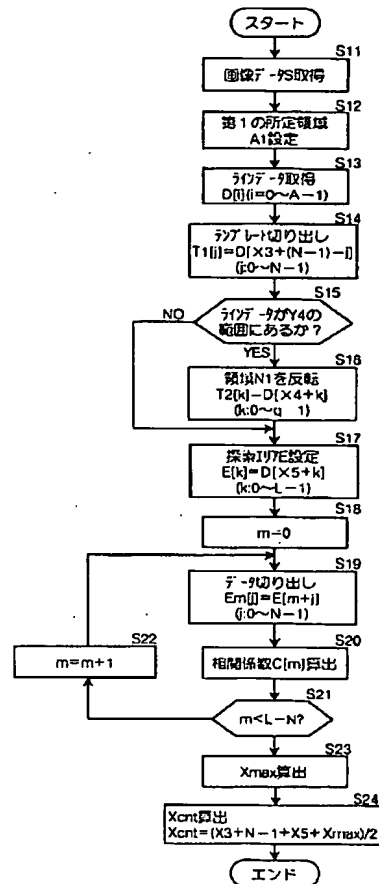 スタート
S11
画像データS取得
S12
第1の所定領域
A1設定
S13
ラインデータ取得
D[i](i=0~A-1)
S14
テンプレート切り出し
T1[j]=D[X3+(N-1)-j]
(j:0~N-1)
S15
ラインデータがY4の
範囲にあるか?
NO
YES
S16
領域N1を反転
T2[k]-D[X4+k]
(k:0~q-1)
S17
探索エリアE設定
E[k]=D[X5+k]
(k:0~L-1)
S18
m=0
S19
データ切り出し
Em[j]=E[m+j]
(j:0~N-1)
S20
相関係数C[m]算出
S21
m<L-N?
S22
m=m+1
S23
Xmax算出
S24
Xcnt算出
Xcnt=(X3+N-1+X5+Xmax)/2
エンド